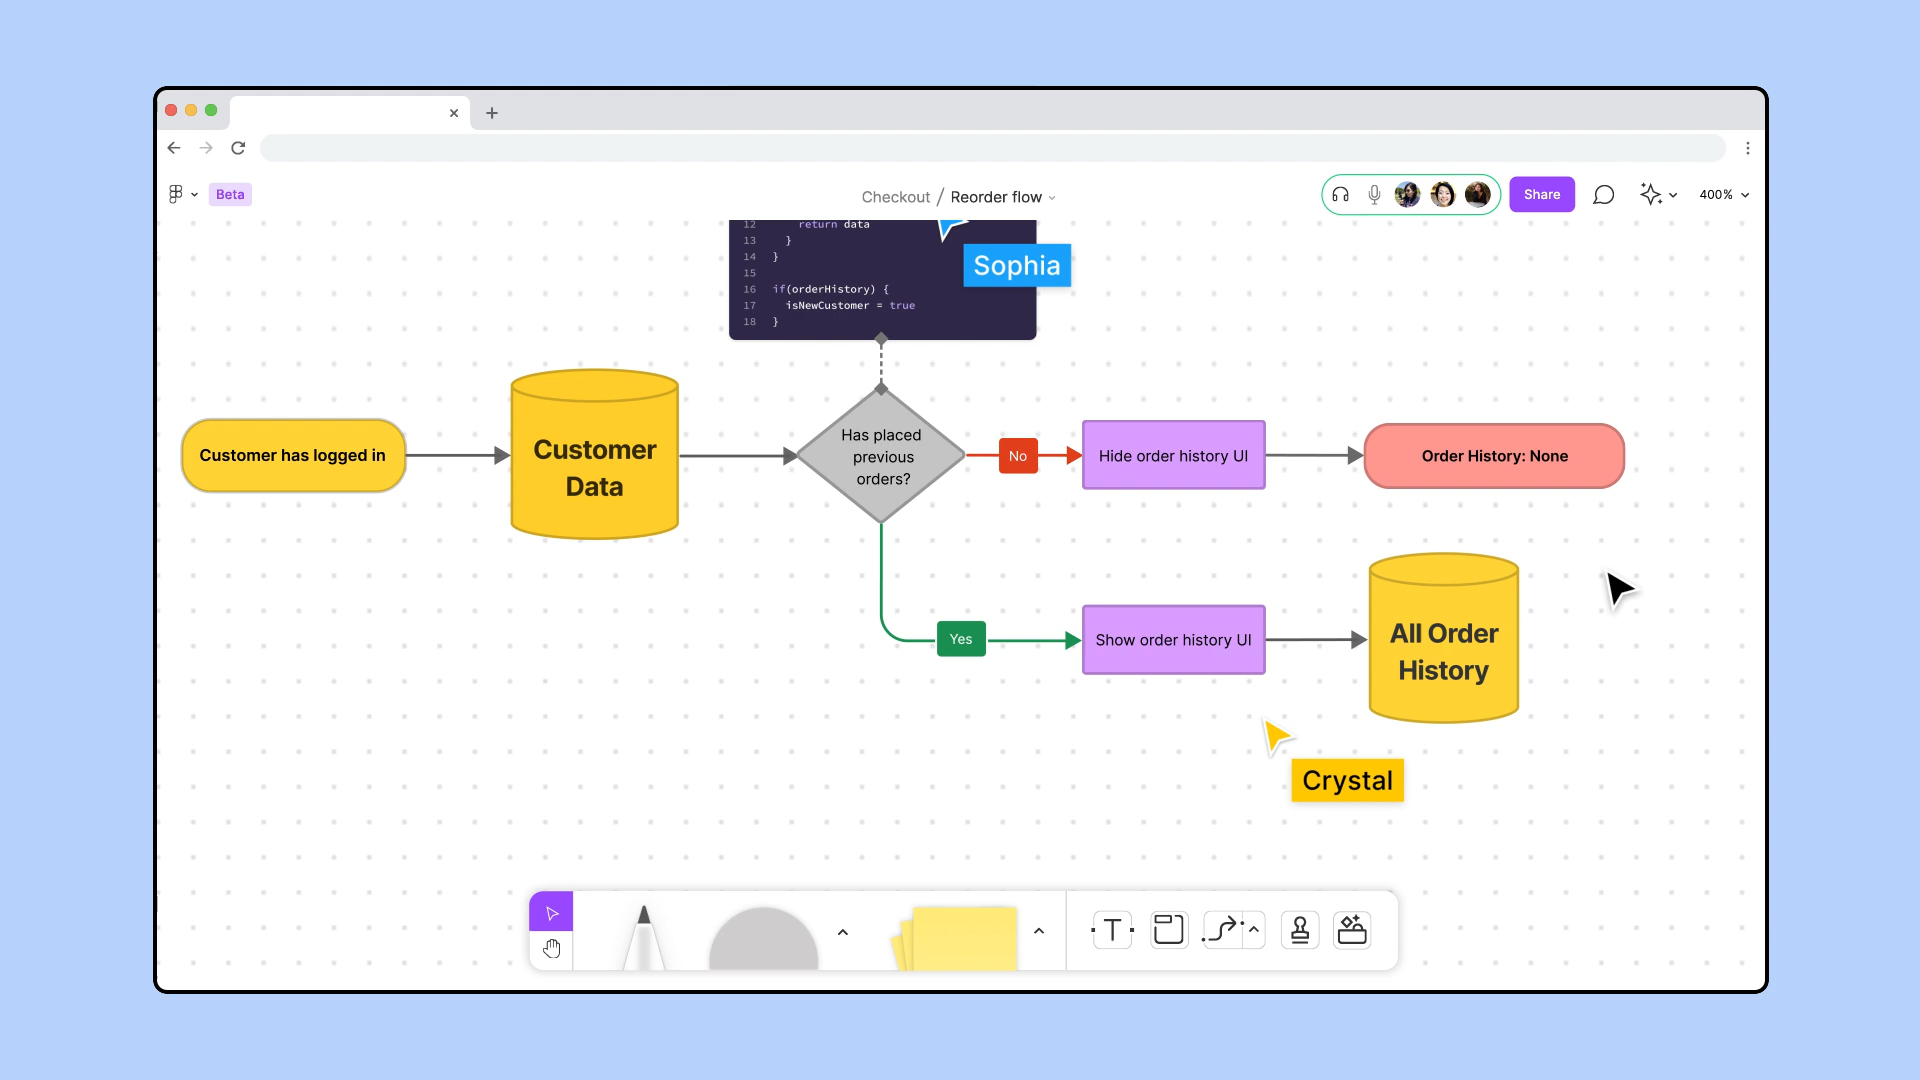 Beta
Checkout / Reorder flow
Share
400%
12 return data
13 }
14 }
15
16 if(orderHistory) {
17 isNewCustomer = true
18 }
Sophia
Customer has logged in
Customer
Data
Has placed
previous
orders?
No
Hide order history UI
Order History: None
Yes
Show order history UI
All Order
History
Crystal
T